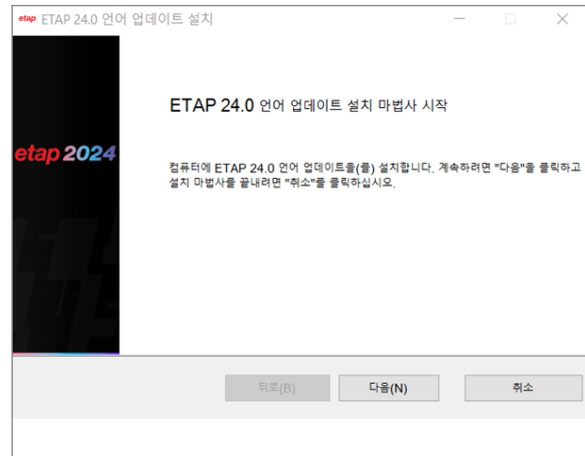 etap ETAP 24.0 언어 업데이트 설치
ETAP 24.0 언어 업데이트 설치 마법사 시작
etap 2024
컴퓨터에 ETAP 24.0 언어 업데이트을(를) 설치합니다. 계속하려면 "다음"을 클릭하고
설치 마법사를 끝내려면 "취소"를 클릭하십시오.
뒤로(B)
다음(N)
취소